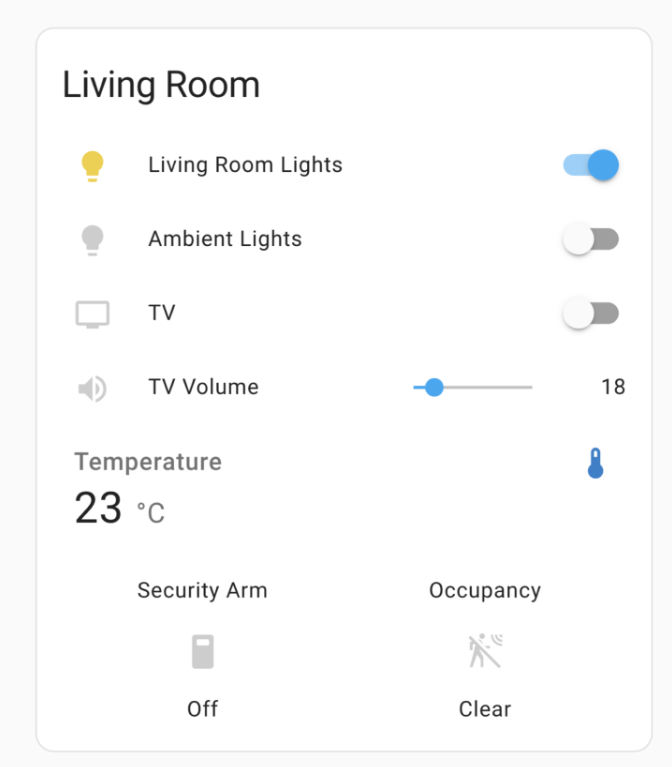 Living Room
Living Room Lights
Ambient Lights
TV
TV Volume 18
Temperature
23 °C
Security Arm Occupancy
Off Clear